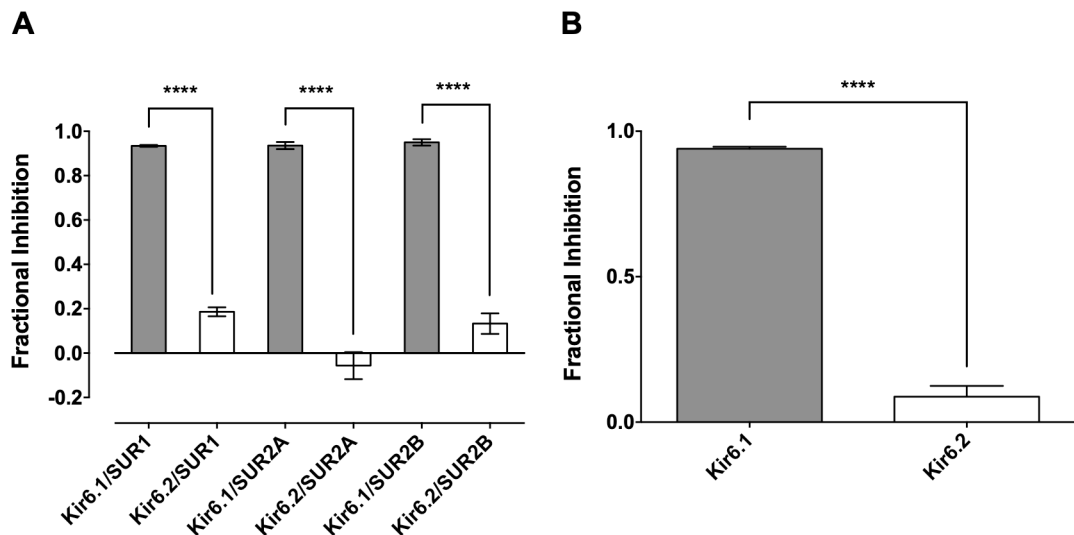 A
Fractional Inhibition
1.0
0.8
0.6
0.4
0.2
0.0
-0.2
****
****
****
Kir6.1/SUR1
Kir6.2/SUR1
Kir6.1/SUR2A
Kir6.2/SUR2A
Kir6.1/SUR2B
Kir6.2/SUR2B
B
Fractional Inhibition
1.0
0.5
0.0
****
Kir6.1
Kir6.2